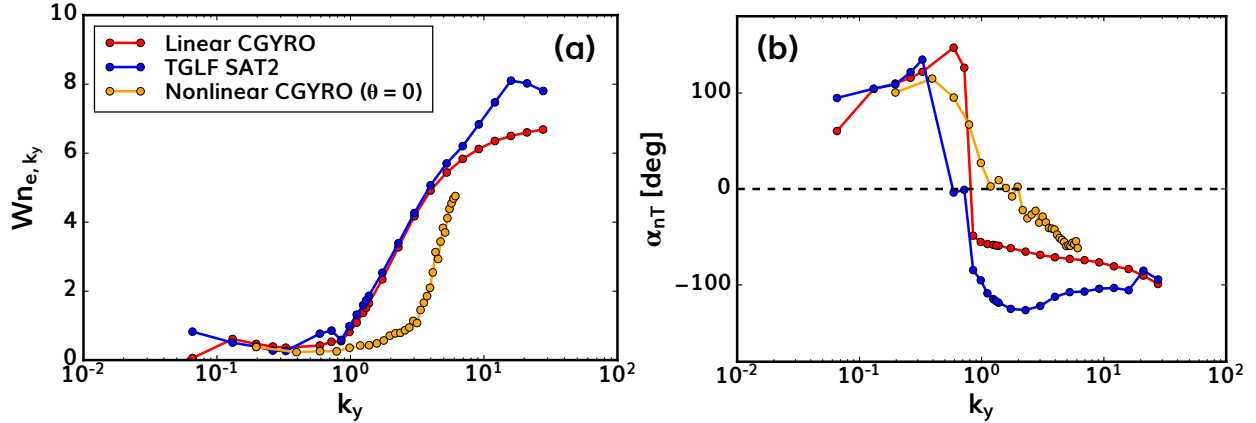 10
8
6
4
2
0
Wn_{e, k_y}
Linear CGYRO
TGLF SAT2
Nonlinear CGYRO (θ = 0)
(a)
10^{-2}
10^{-1}
10^0
10^1
10^2
k_y
100
0
−100
α_{nT} [deg]
(b)
10^{-2}
10^{-1}
10^0
10^1
10^2
k_y